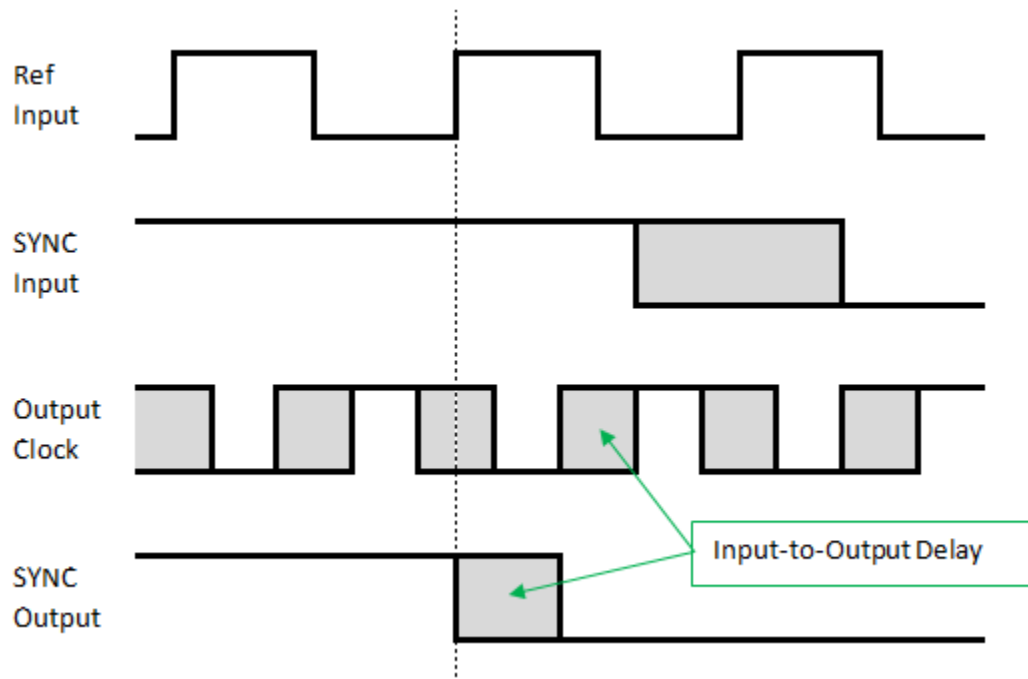 Ref
Input
SYNC
Input
Output
Clock
Input-to-Output Delay
SYNC
Output